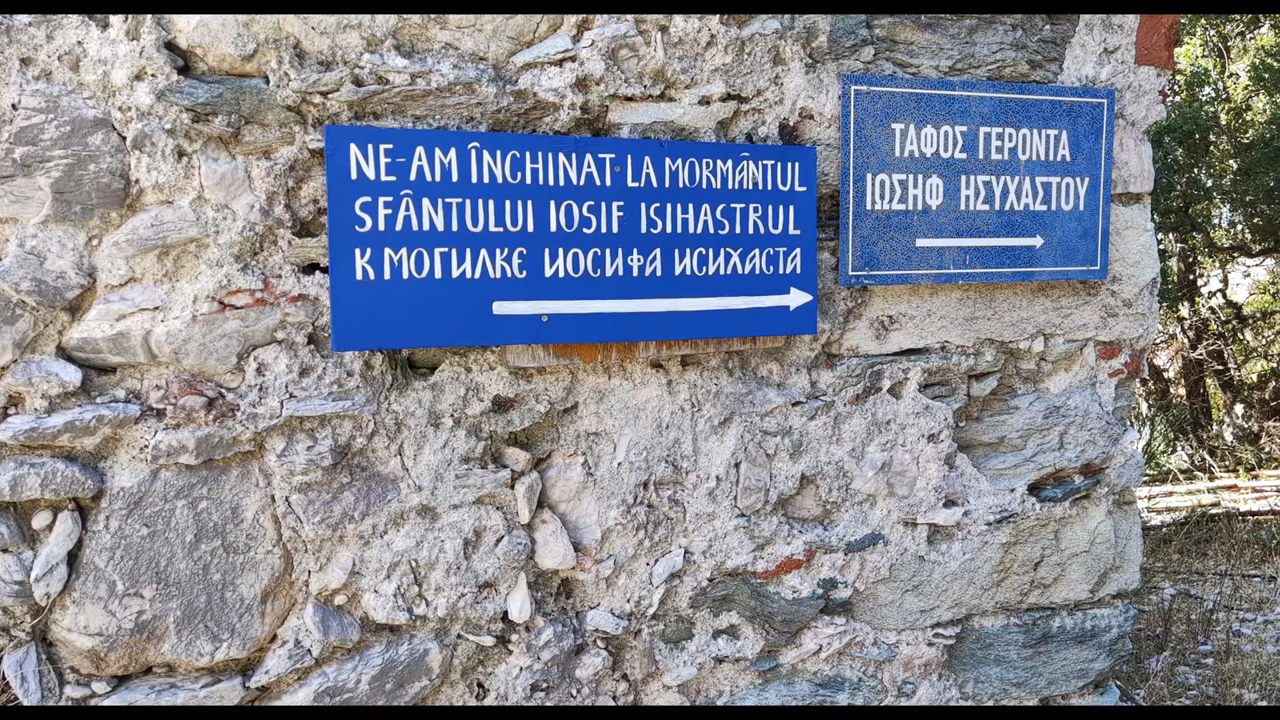 NE-AM ÎNCHINAT LA MORMÂNTUL
SFÂNTULUI IOSIF ISIHASTRUL
К МОГИЛКЕ ИОСИФА ИСИХАСТА
ΤΑΦΟΣ ΓΕΡΟΝΤΑ
ΙΩΣΗΦ ΗΣΥΧΑΣΤΟΥ